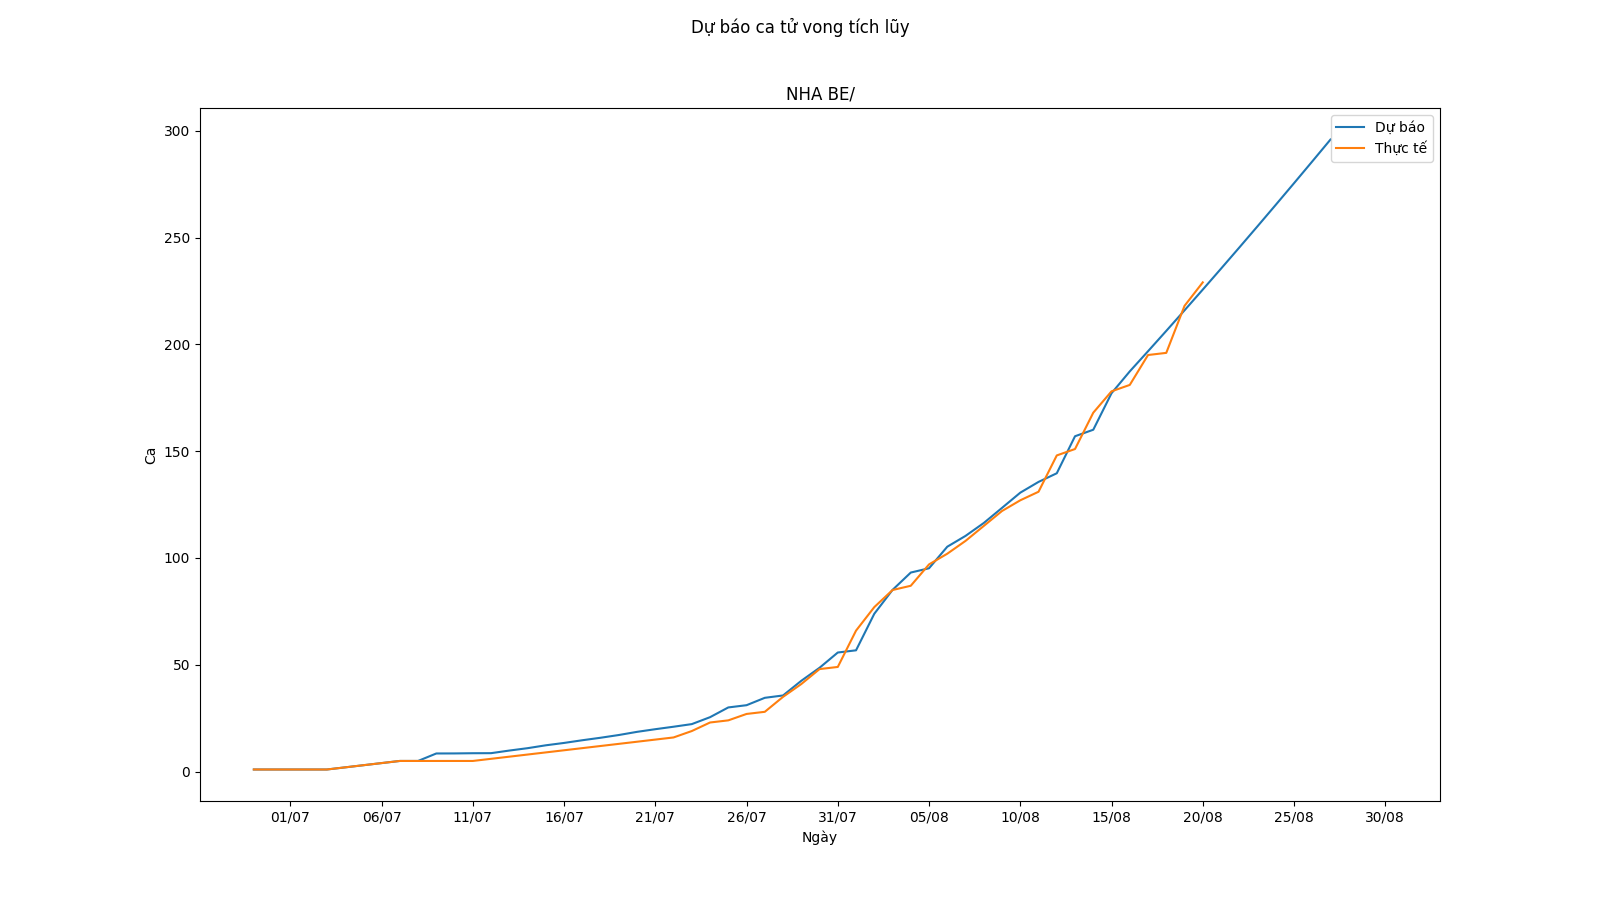 Dự báo ca tử vong tích lũy
NHA BE/
Dự báo
Thực tế
300
250
200
150
100
50
0
Ca
01/07 06/07 11/07 16/07 21/07 26/07 31/07 05/08 10/08 15/08 20/08 25/08 30/08
Ngày